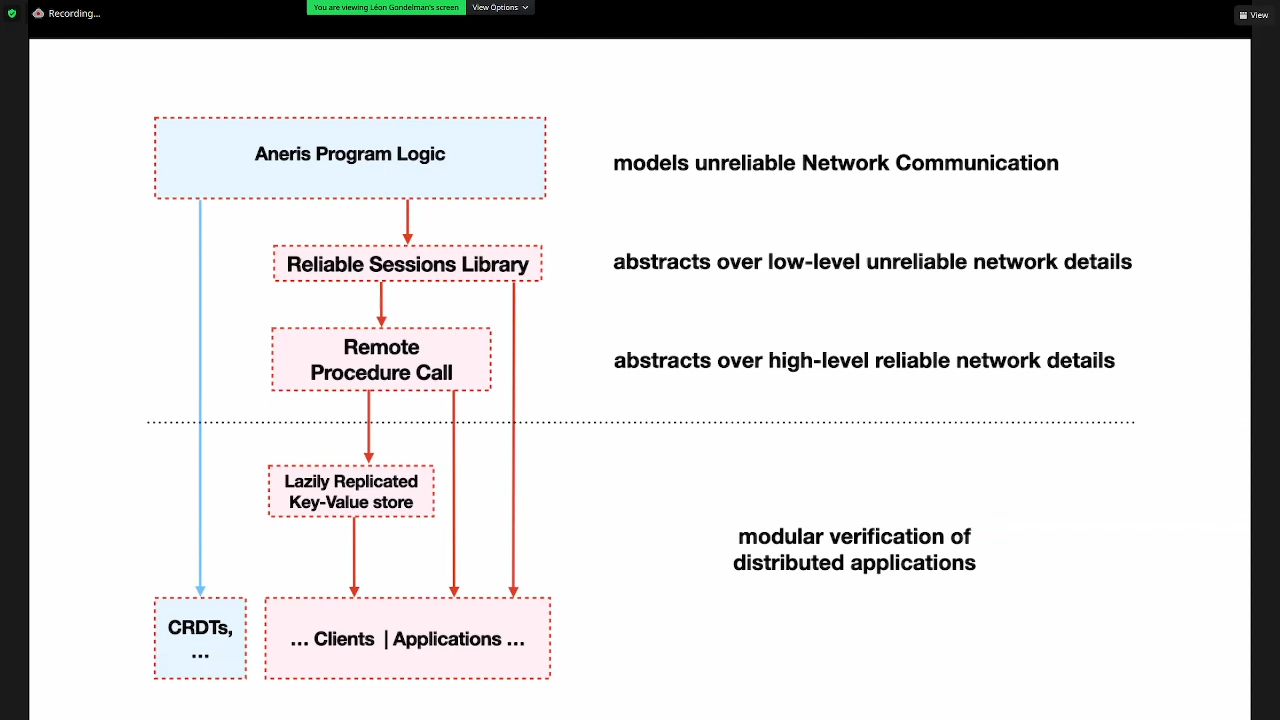 Recording...
You are viewing Léon Gondelman's screen
View Options
View
Aneris Program Logic
models unreliable Network Communication
Reliable Sessions Library
abstracts over low-level unreliable network details
Remote
Procedure Call
abstracts over high-level reliable network details
Lazily Replicated
Key-Value store
modular verification of
distributed applications
CRDTs,
...
... Clients | Applications ...